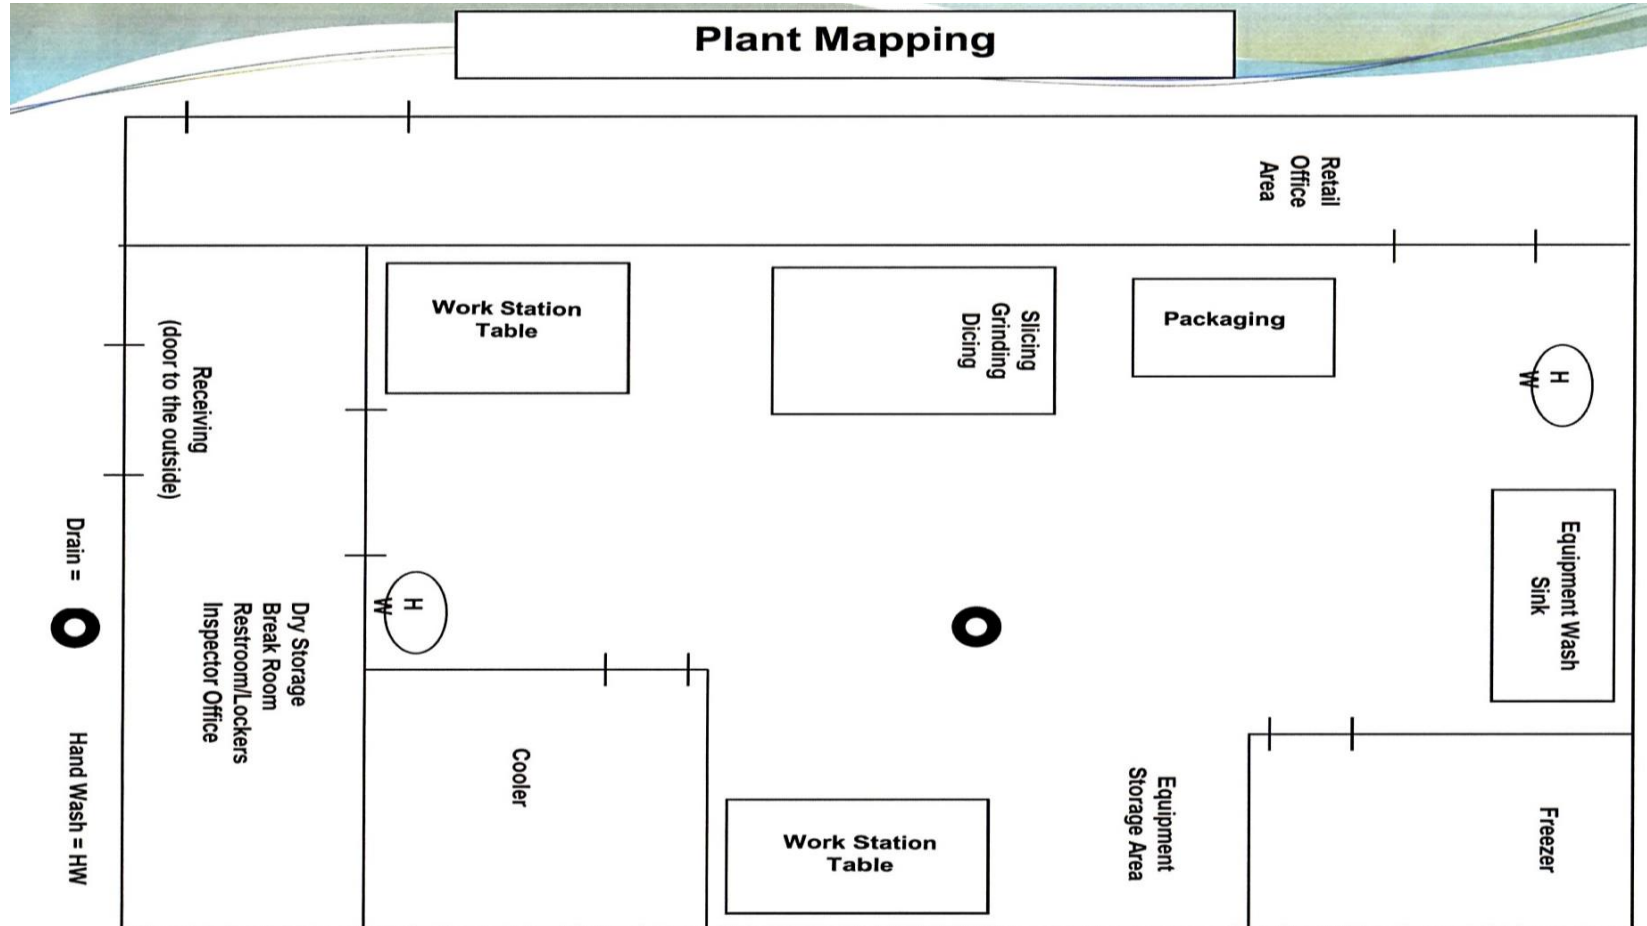 Plant Mapping
Retail
Office
Area
Work Station
Table
Slicing
Grinding
Dicing
Packaging
H
W
Receiving
(door to the outside)
Equipment Wash
Sink
Drain =
H
W
Dry Storage
Break Room
Restroom/Lockers
Inspector Office
Hand Wash = HW
Cooler
Work Station
Table
Equipment
Storage Area
Freezer